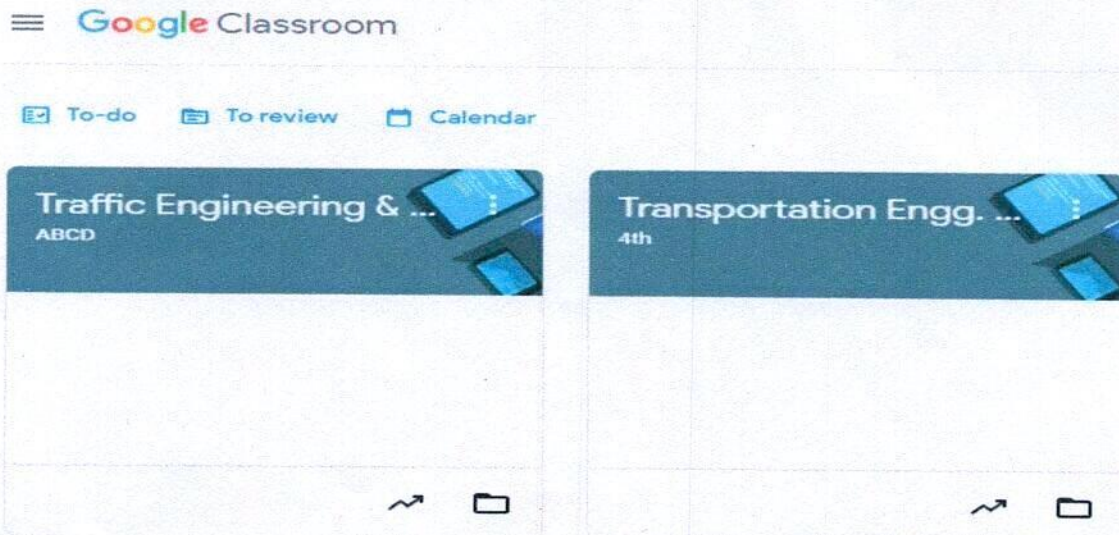 Google Classroom
To-do To review Calendar
Traffic Engineering & ...
ABCD
Transportation Engg. ...
4th